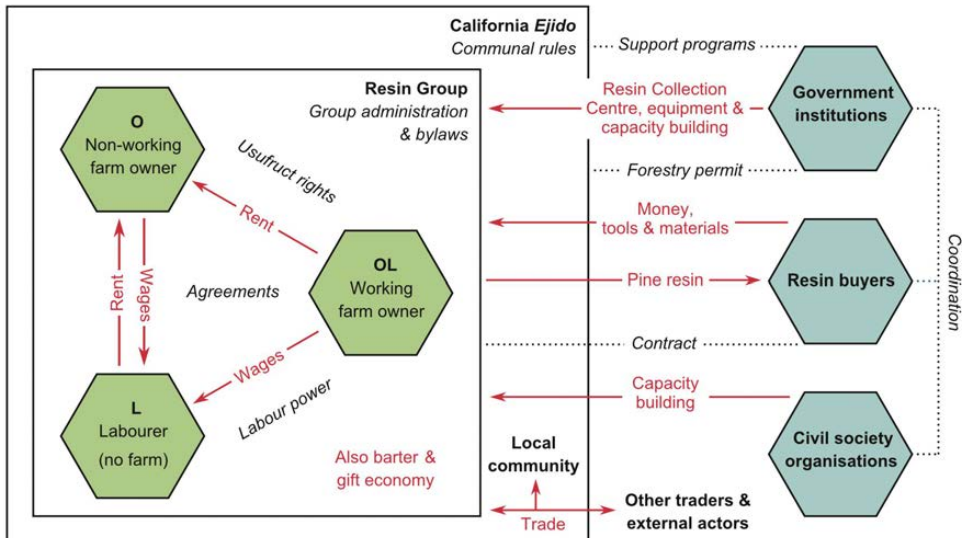 California Ejido
Communal rules
Support programs
Resin Group
Group administration
& bylaws
Resin Collection
Centre, equipment &
capacity building
Government
institutions
O
Non-working
farm owner
Usufruct rights
Forestry permit
Rent
Money,
tools & materials
Coordination
Rent
Wages
Agreements
OL
Working
farm owner
Pine resin
Resin buyers
Contract
Wages
Labour power
Capacity
building
L
Labourer
(no farm)
Civil society
organisations
Also barter &
gift economy
Local
community
Trade
Other traders &
external actors